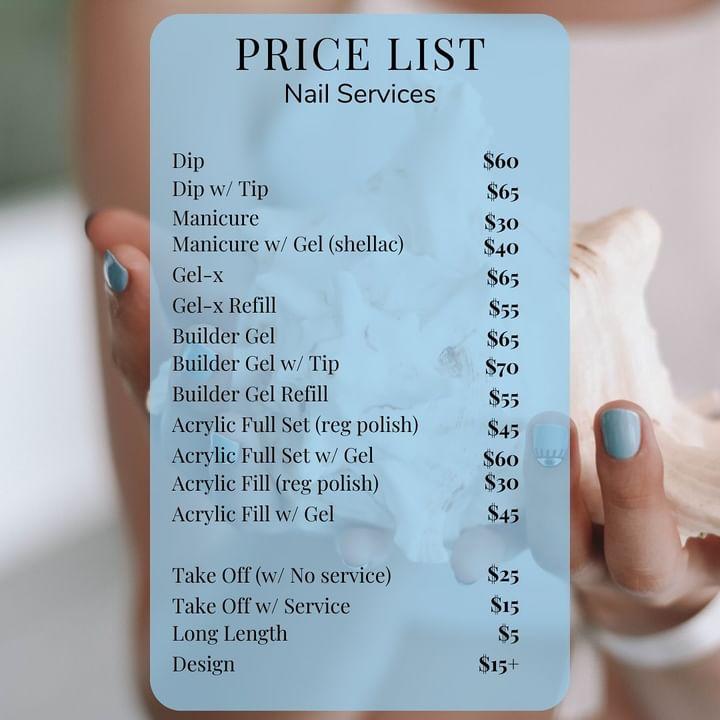 PRICE LIST
Nail Services
Dip $60
Dip w/ Tip $65
Manicure $30
Manicure w/ Gel (shellac) $40
Gel-x $65
Gel-x Refill $55
Builder Gel $65
Builder Gel w/ Tip $70
Builder Gel Refill $55
Acrylic Full Set (reg polish) $45
Acrylic Full Set w/ Gel $60
Acrylic Fill (reg polish) $30
Acrylic Fill w/ Gel $45
Take Off (w/ No service) $25
Take Off w/ Service $15
Long Length $5
Design $15+